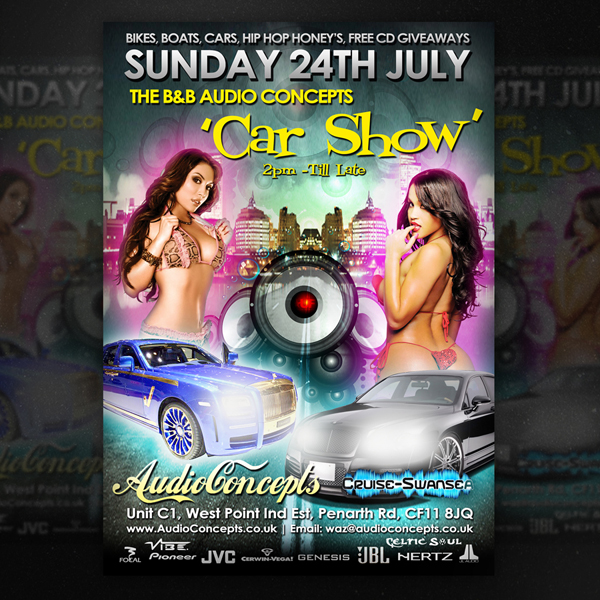 BIKES, BOATS, CARS, HIP HOP HONEY'S, FREE CD GIVEAWAYS
SUNDAY 24TH JULY
THE B&B AUDIO CONCEPTS
'Car Show'
2pm -Till Late
AudioConcepts
Cruise-Swansea
Unit C1, West Point Ind Est, Penarth Rd, CF11 8JQ
www.AudioConcepts.co.uk | Email: waz@audioconcepts.co.uk
FOCAL
VIBE
Pioneer
JVC
CERWIN-VEGA!
GENESIS
JBL
CELTIC SOUL
HERTZ
JL AUDIO